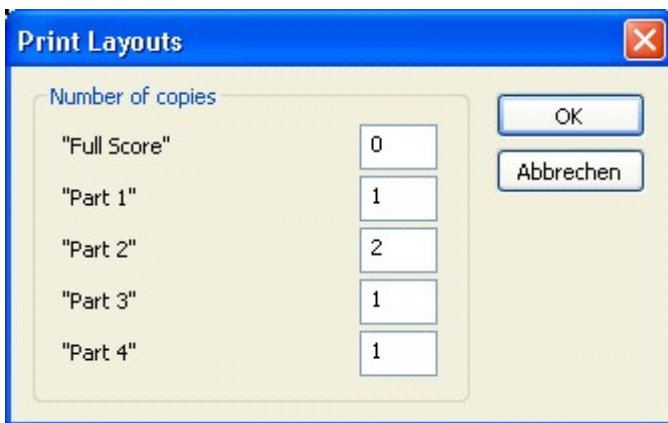 Print Layouts
Number of copies
"Full Score" 0
OK
"Part 1" 1
Abbrechen
"Part 2" 2
"Part 3" 1
"Part 4" 1